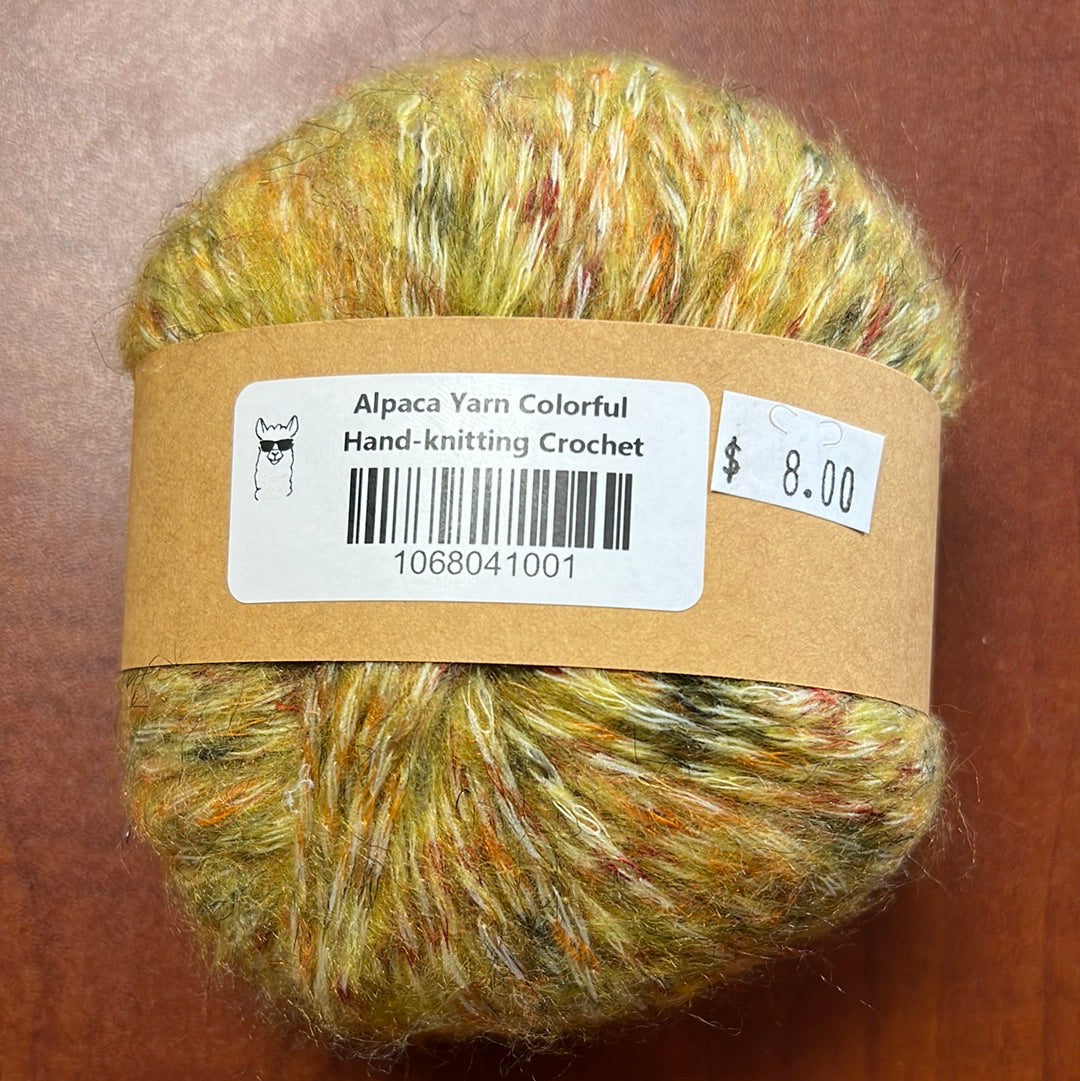 Alpaca Yarn Colorful
Hand-knitting Crochet
1068041001
$ 8.00